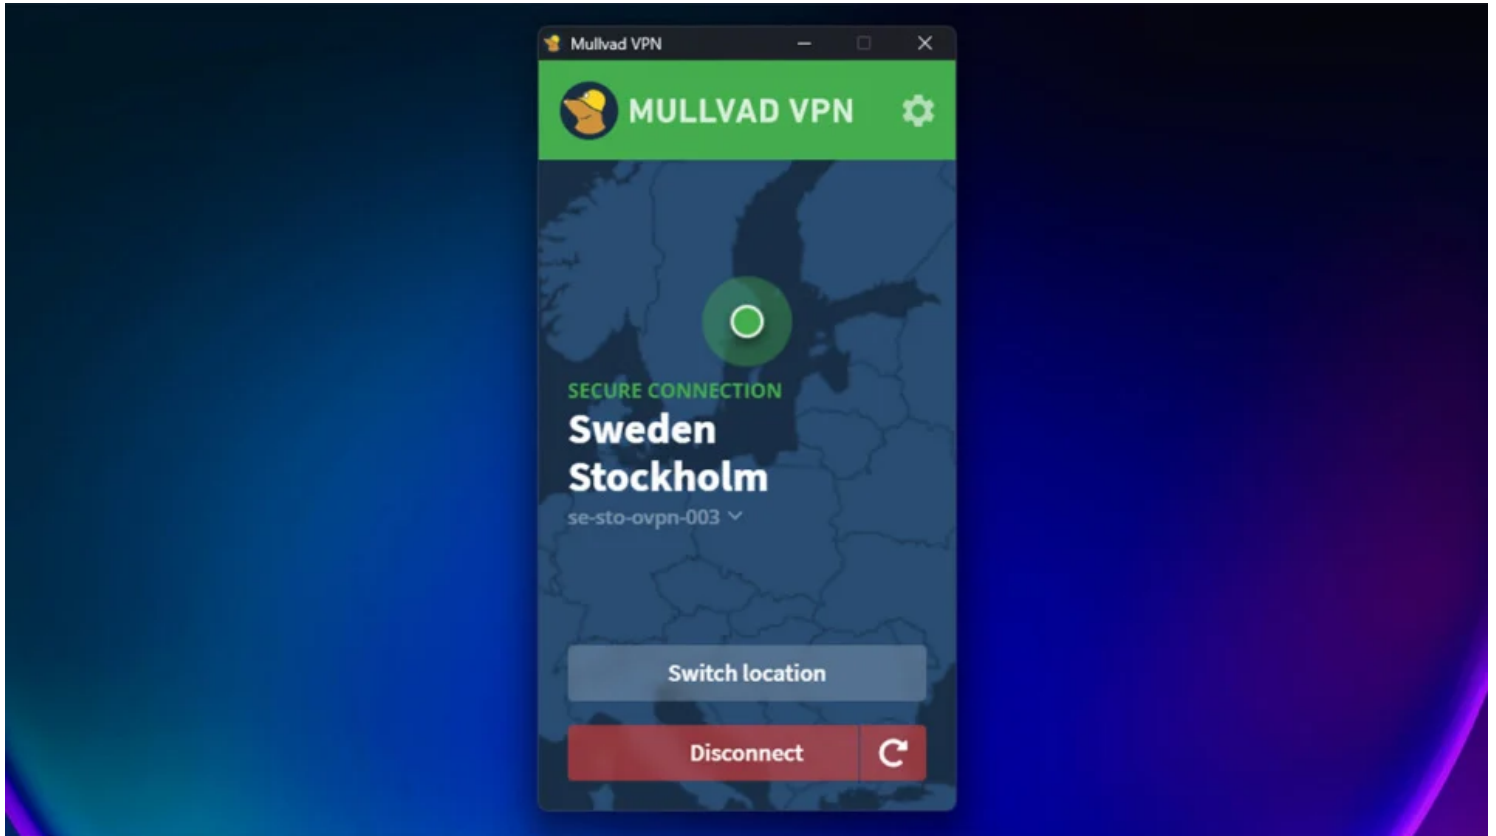 Mullvad VPN
MULLVAD VPN
SECURE CONNECTION
Sweden
Stockholm
se-sto-ovpn-003
Switch location
Disconnect